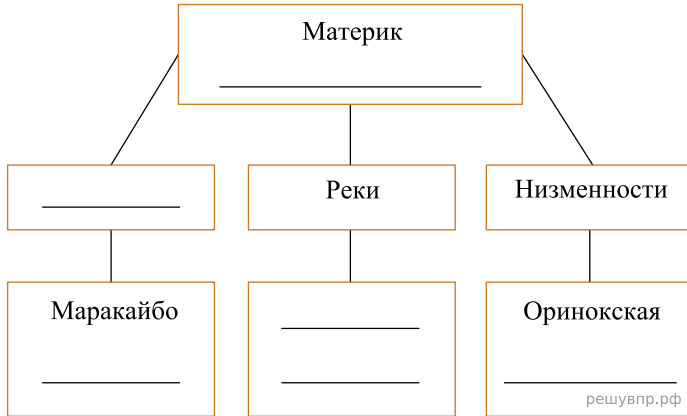 Материк
Реки
Низменности
Маракайбо
Оринокская
решувпр.рф